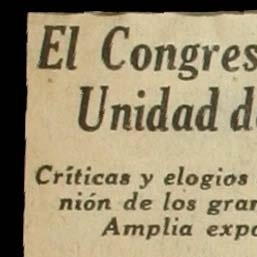 El Congres
Unidad d
Críticas y elogios
nión de los gran
Amplia expo